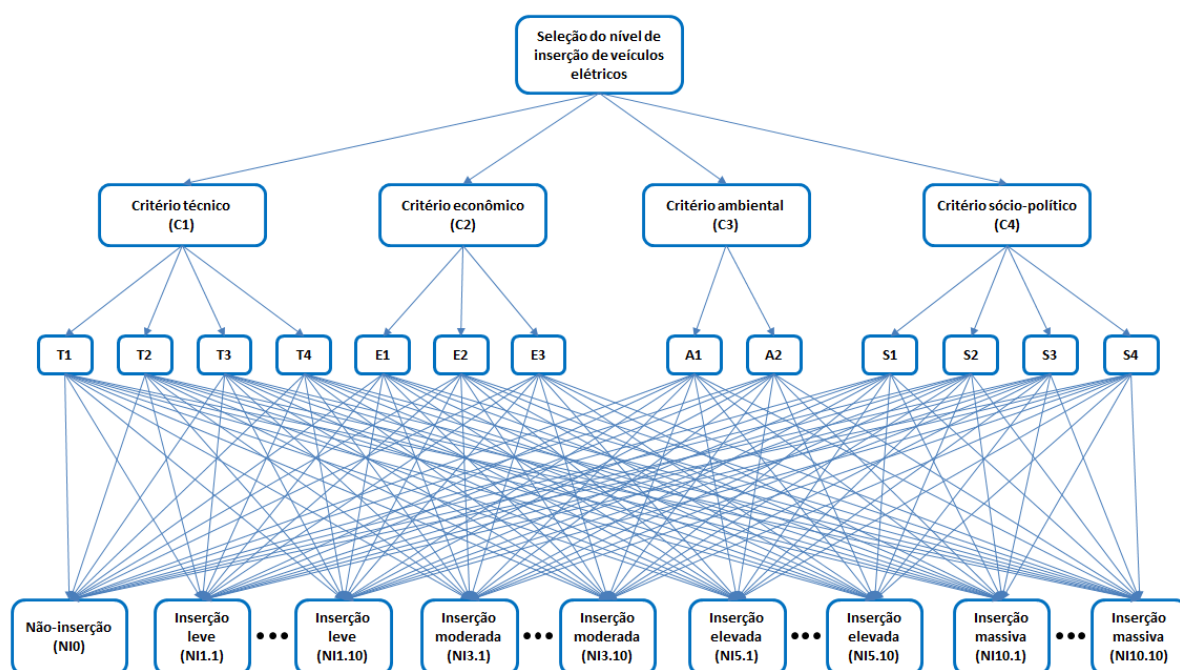 Seleção do nível de
inserção de veículos
elétricos
Critério técnico
(C1)
Critério econômico
(C2)
Critério ambiental
(C3)
Critério sócio-político
(C4)
T1
T2
T3
T4
E1
E2
E3
A1
A2
S1
S2
S3
S4
Não-inserção
(NI0)
Inserção
leve
(NI1.1)
•••
Inserção
leve
(NI1.10)
Inserção
moderada
(NI3.1)
•••
Inserção
moderada
(NI3.10)
Inserção
elevada
(NI5.1)
•••
Inserção
elevada
(NI5.10)
Inserção
massiva
(NI10.1)
•••
Inserção
massiva
(NI10.10)